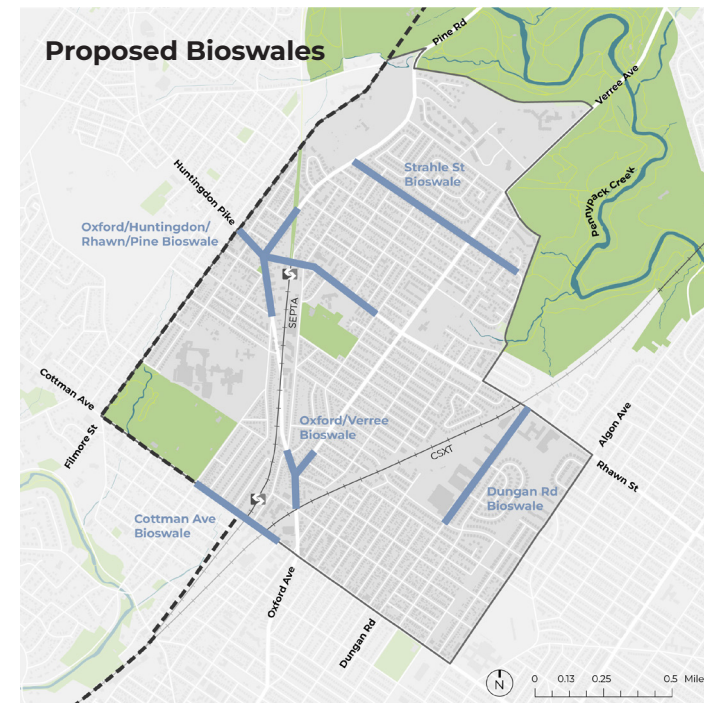 Proposed Bioswales
Pine Rd
Verree Ave
Huntingdon Pike
Strahle St
Bioswale
Pennypack Creek
Oxford/Huntingdon/
Rhawn/Pine Bioswale
SEPTA
Cottman Ave
Filmore St
Oxford/Verree
Bioswale
CSXT
Algon Ave
Rhawn St
Dungan Rd
Bioswale
Cottman Ave
Bioswale
Oxford Ave
Dungan Rd
N
0 0.13 0.25 0.5 Mile